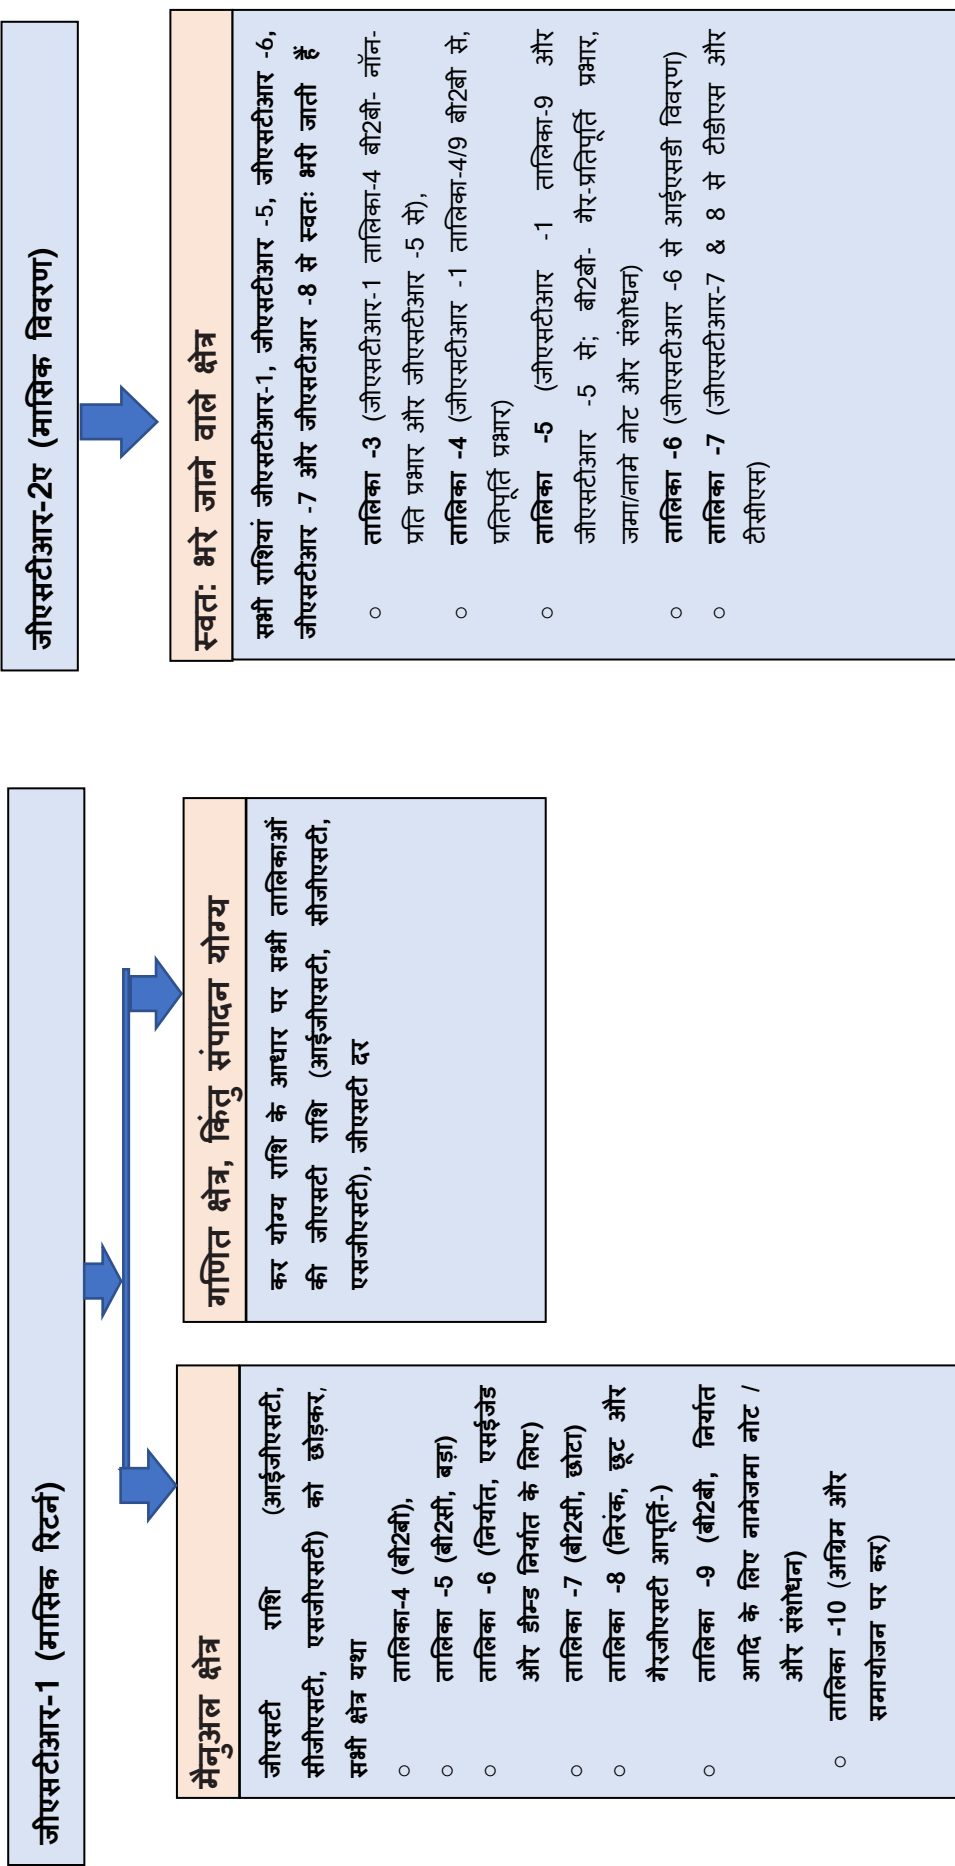 जीएसटीआर-1 (मासिक रिटर्न)
मैनुअल क्षेत्र
जीएसटी राशि (आईजीएसटी,
सीजीएसटी, एसजीएसटी) को छोड़कर,
सभी क्षेत्र यथा
○ तालिका-4 (बी2बी),
○ तालिका -5 (बी2सी, बड़ा)
○ तालिका -6 (निर्यात, एसईजेड
और डीम्ड निर्यात के लिए)
○ तालिका -7 (बी2सी, छोटा)
○ तालिका -8 (निरंक, छूट और
गैरजीएसटी आपूर्ति-)
○ तालिका -9 (बी2बी, निर्यात
आदि के लिए नामेजमा नोट /
और संशोधन)
○ तालिका -10 (अग्रिम और
समायोजन पर कर)
गणित क्षेत्र, किंतु संपादन योग्य
कर योग्य राशि के आधार पर सभी तालिकाओं
की जीएसटी राशि (आईजीएसटी, सीजीएसटी,
एसजीएसटी), जीएसटी दर
जीएसटीआर-2ए (मासिक विवरण)
स्वतः भरे जाने वाले क्षेत्र
सभी राशियां जीएसटीआर-1, जीएसटीआर -5, जीएसटीआर -6,
जीएसटीआर -7 और जीएसटीआर -8 से स्वतः भरी जाती हैं
○ तालिका -3 (जीएसटीआर-1 तालिका-4 बी2बी- नॉन-
प्रति प्रभार और जीएसटीआर -5 से),
○ तालिका -4 (जीएसटीआर -1 तालिका-4/9 बी2बी से,
प्रतिपूर्ति प्रभार)
○ तालिका -5 (जीएसटीआर -1 तालिका-9 और
जीएसटीआर -5 से; बी2बी- गैर-प्रतिपूर्ति प्रभार,
जमा/नामे नोट और संशोधन)
○ तालिका -6 (जीएसटीआर -6 से आईएसडी विवरण)
○ तालिका -7 (जीएसटीआर-7 & 8 से टीडीएस और
टीसीएस)